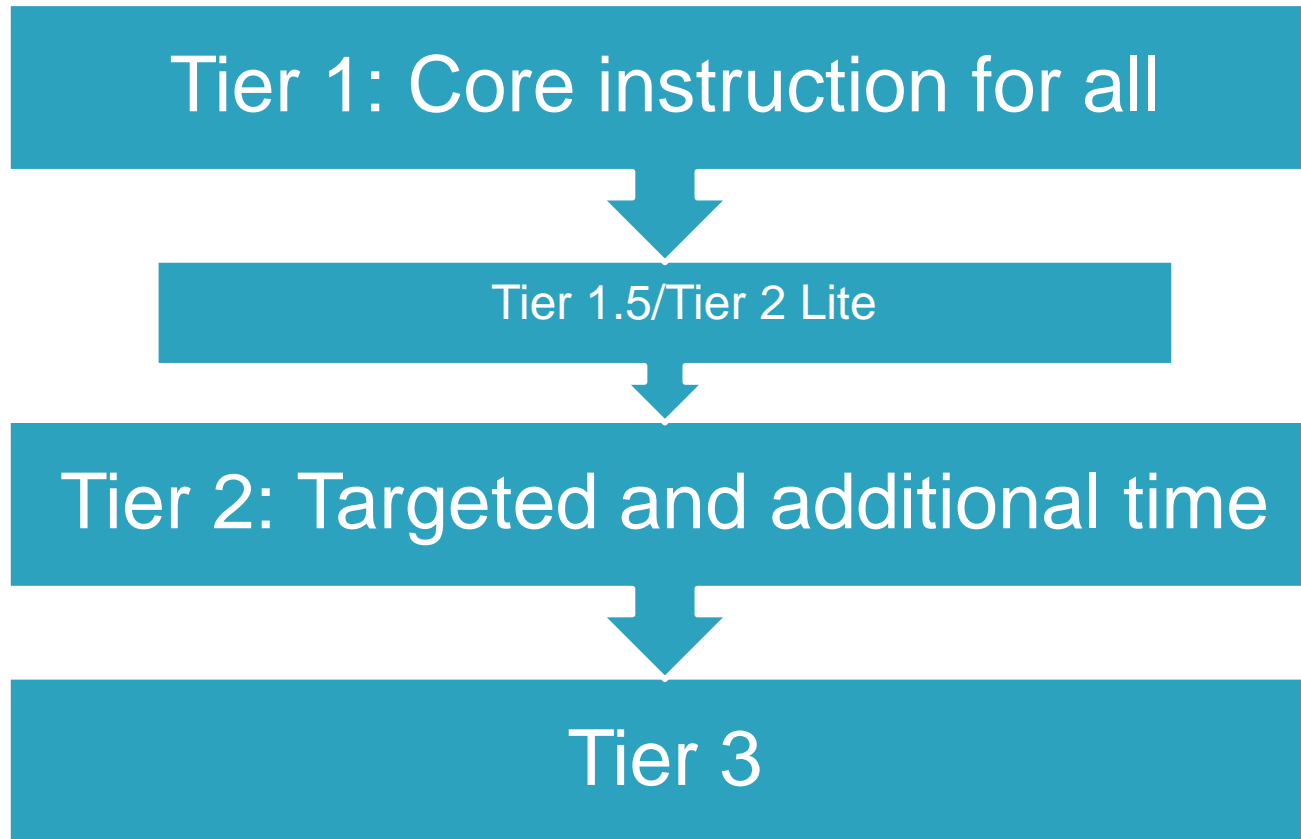 Tier 1: Core instruction for all
Tier 1.5/Tier 2 Lite
Tier 2: Targeted and additional time
Tier 3